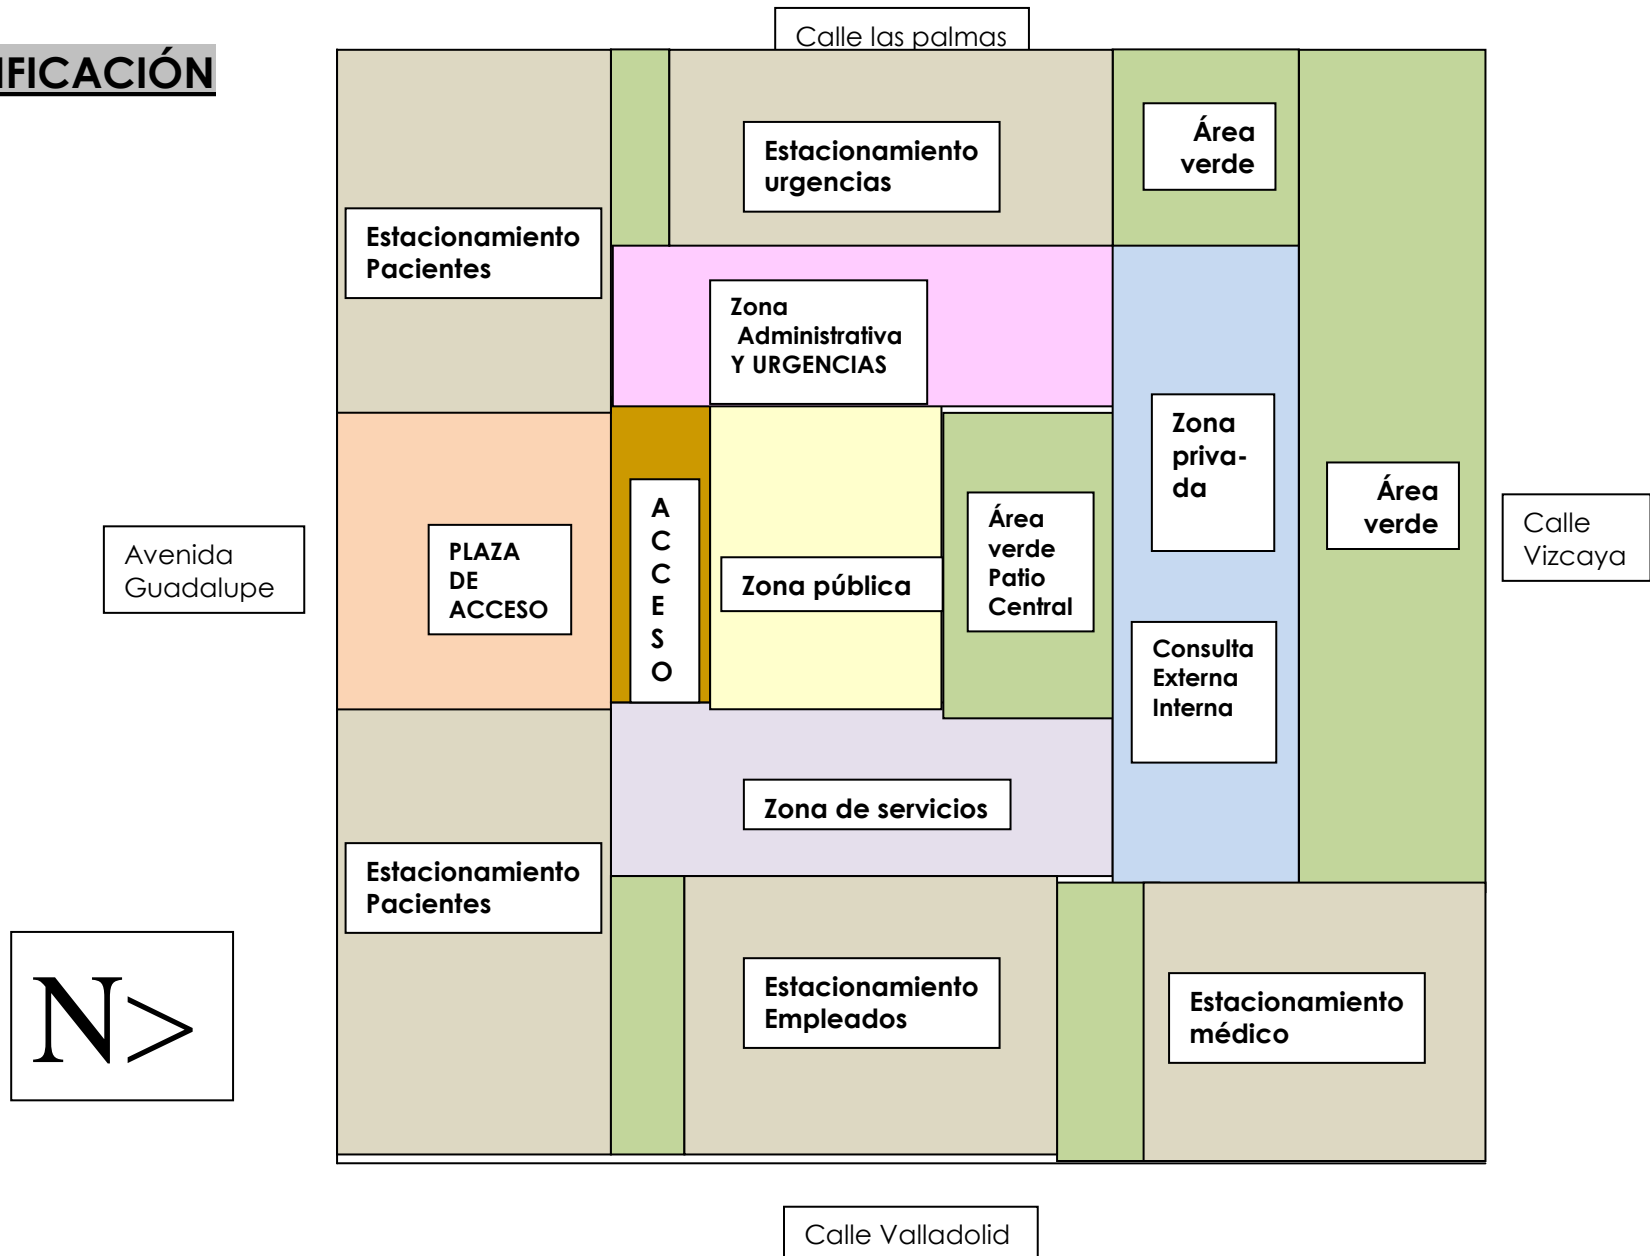 Calle las palmas
IFICACIÓN
Área
verde
Estacionamiento
urgencias
Estacionamiento
Pacientes
Zona
Administrativa
Y URGENCIAS
Zona
priva-
da
Área
verde
Calle
Vizcaya
Avenida
Guadalupe
PLAZA
DE
ACCESO
A
C
C
E
S
O
Zona pública
Área
verde
Patio
Central
Consulta
Externa
Interna
Zona de servicios
Estacionamiento
Pacientes
N>
Estacionamiento
Empleados
Estacionamiento
médico
Calle Valladolid